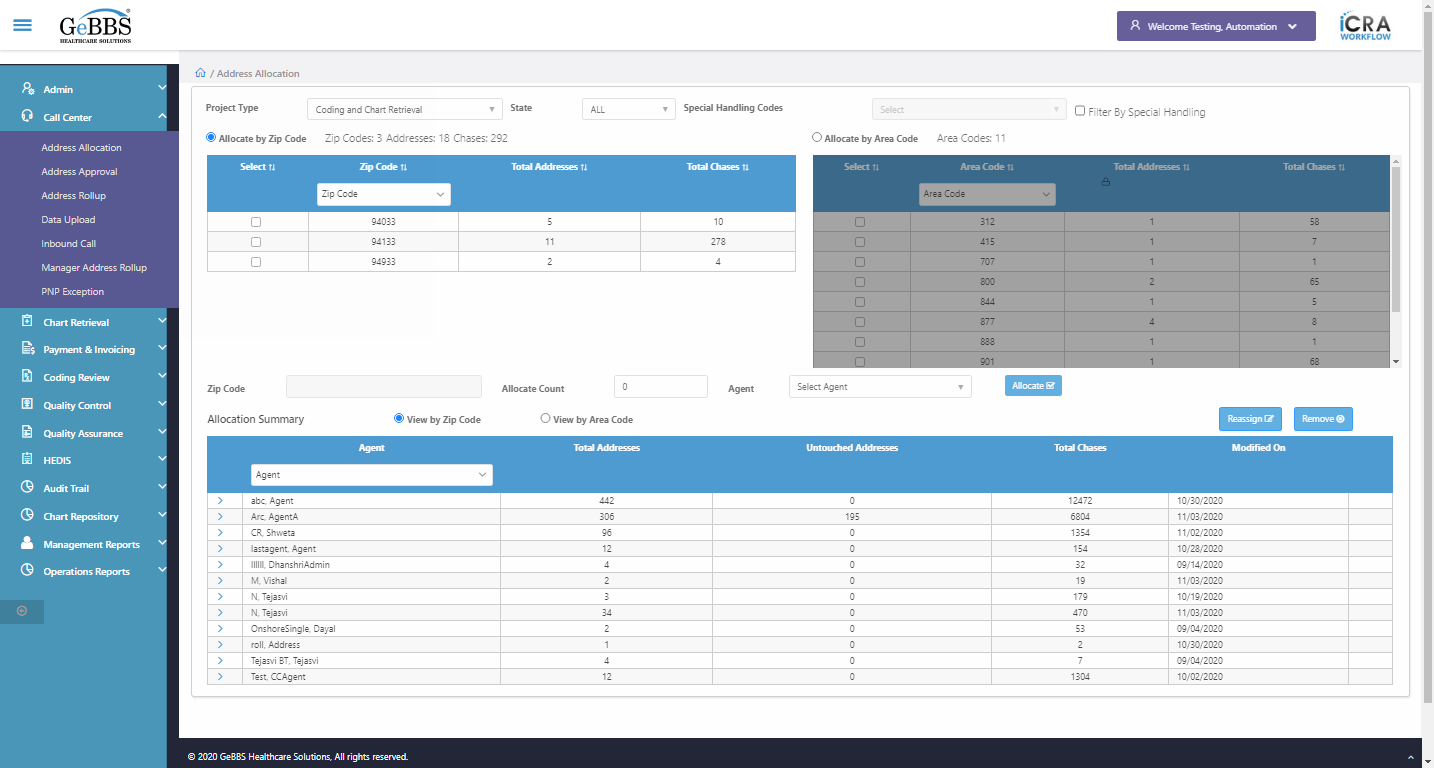 GeBBS
HEALTHCARE SOLUTIONS
Welcome Testing, Automation
iCRA
WORKFLOW
/ Address Allocation
Admin
Call Center
Address Allocation
Address Approval
Address Rollup
Data Upload
Inbound Call
Manager Address Rollup
PNP Exception
Chart Retrieval
Payment & Invoicing
Coding Review
Quality Control
Quality Assurance
HEDIS
Audit Trail
Chart Repository
Management Reports
Operations Reports
Project Type Coding and Chart Retrieval State ALL Special Handling Codes Select Filter By Special Handling
Allocate by Zip Code Zip Codes: 3 Addresses: 18 Chases: 292
Select Zip Code Total Addresses Total Chases
Zip Code
94033 5 10
94133 11 278
94933 2 4
Allocate by Area Code Area Codes: 11
Select Area Code Total Addresses Total Chases
Area Code
312 1 58
415 1 7
707 1 1
800 2 65
844 1 5
877 4 8
888 1 1
901 1 68
Zip Code Allocate Count 0 Agent Select Agent Allocate
Allocation Summary View by Zip Code View by Area Code Reassign Remove
Agent Total Addresses Untouched Addresses Total Chases Modified On
Agent
abc, Agent 442 0 12472 10/30/2020
Arc, AgentA 306 195 6804 11/03/2020
CR, Shweta 96 0 1354 11/02/2020
lastagent, Agent 12 0 154 10/28/2020
DhanshriAdmin 4 0 32 09/14/2020
M, Vishal 2 0 19 11/03/2020
N, Tejasvi 3 0 179 10/19/2020
N, Tejasvi 34 0 470 11/03/2020
OnshoreSingle, Dayal 2 0 53 09/04/2020
roll, Address 1 0 2 10/30/2020
Tejasvi BT, Tejasvi 4 0 7 09/04/2020
Test, CCAgent 12 0 1304 10/02/2020
© 2020 GeBBS Healthcare Solutions, All rights reserved.